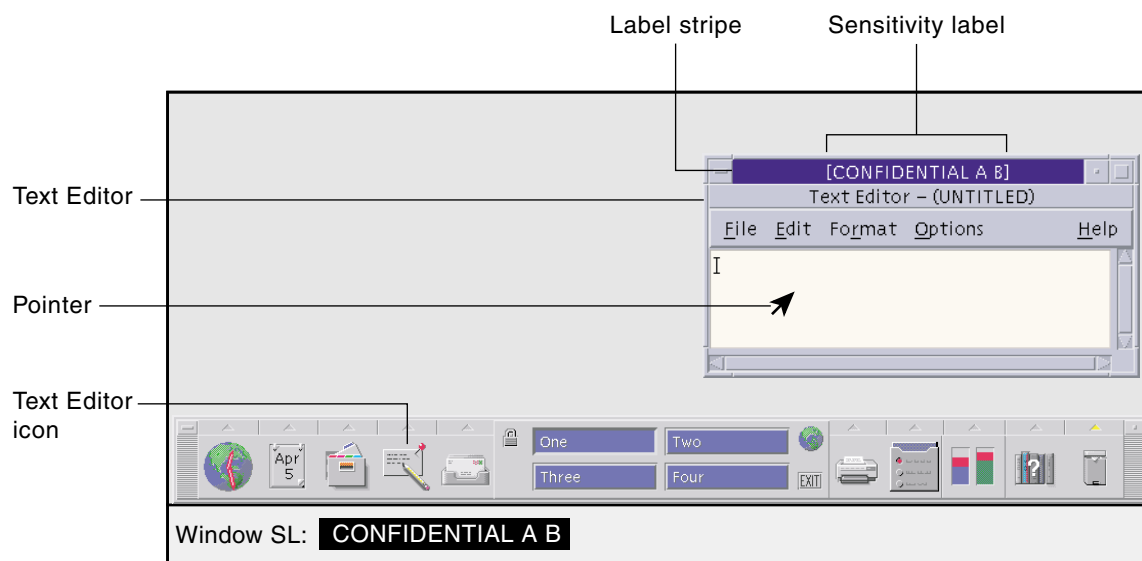 Label stripe
Sensitivity label
[CONFIDENTIAL A B]
Text Editor
Text Editor – (UNTITLED)
File Edit Format Options Help
Pointer
Text Editor
icon
Apr
5
One Two
Three Four
EXIT
?
Window SL: CONFIDENTIAL A B